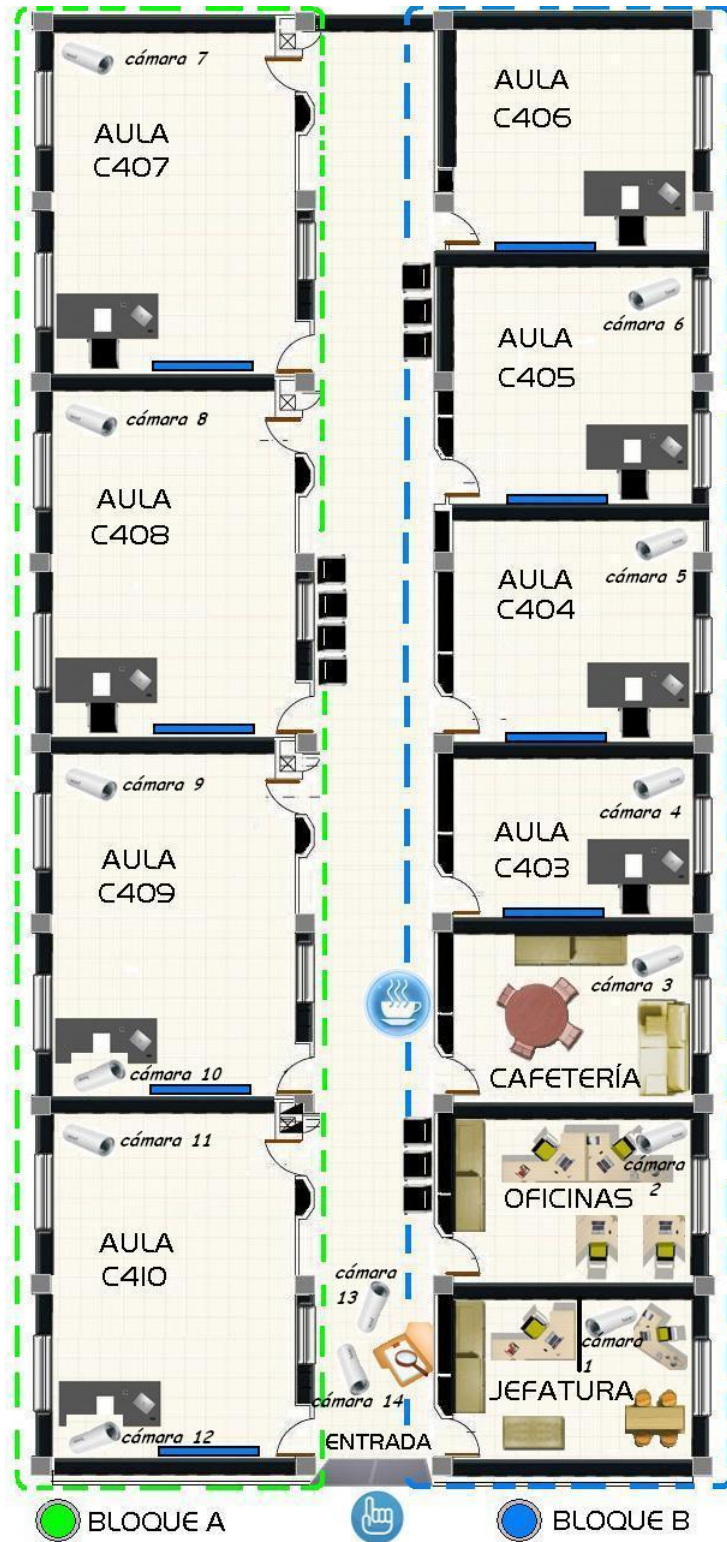 cámara 7
AULA
C407
AULA
C406
cámara 6
AULA
C405
cámara 8
AULA
C408
cámara 5
AULA
C404
cámara 9
AULA
C409
cámara 4
AULA
C403
cámara 3
CAFETERÍA
cámara 10
cámara 11
cámara
2
OFICINAS
AULA
C410
cámara
13
cámara
1
JEFATURA
cámara 14
cámara 12
ENTRADA
BLOQUE A
BLOQUE B